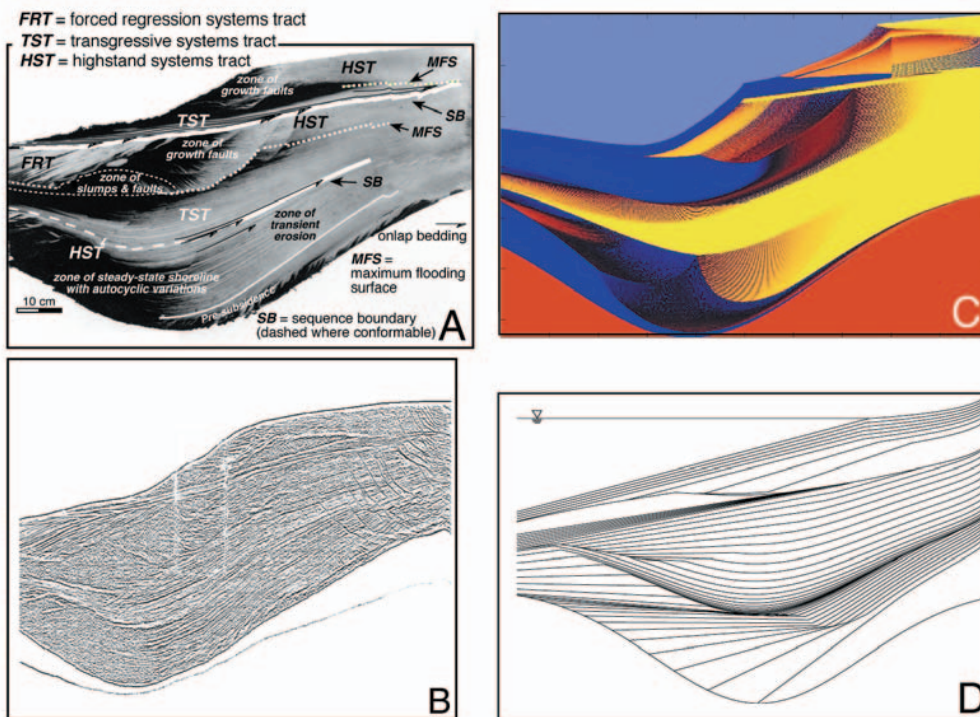 FRT = forced regression systems tract
TST = transgressive systems tract
HST = highstand systems tract
HST
MFS
zone of
growth faults
TST
HST
SB
MFS
zone of
growth faults
FRT
zone of
slumps & faults
SB
TST
zone of
transient
erosion
HST
onlap bedding
zone of steady-state shoreline
with autocyclic variations
MFS =
maximum flooding
surface
10 cm
Pre-subsidence
SB = sequence boundary
(dashed where conformable)
A
C
B
D